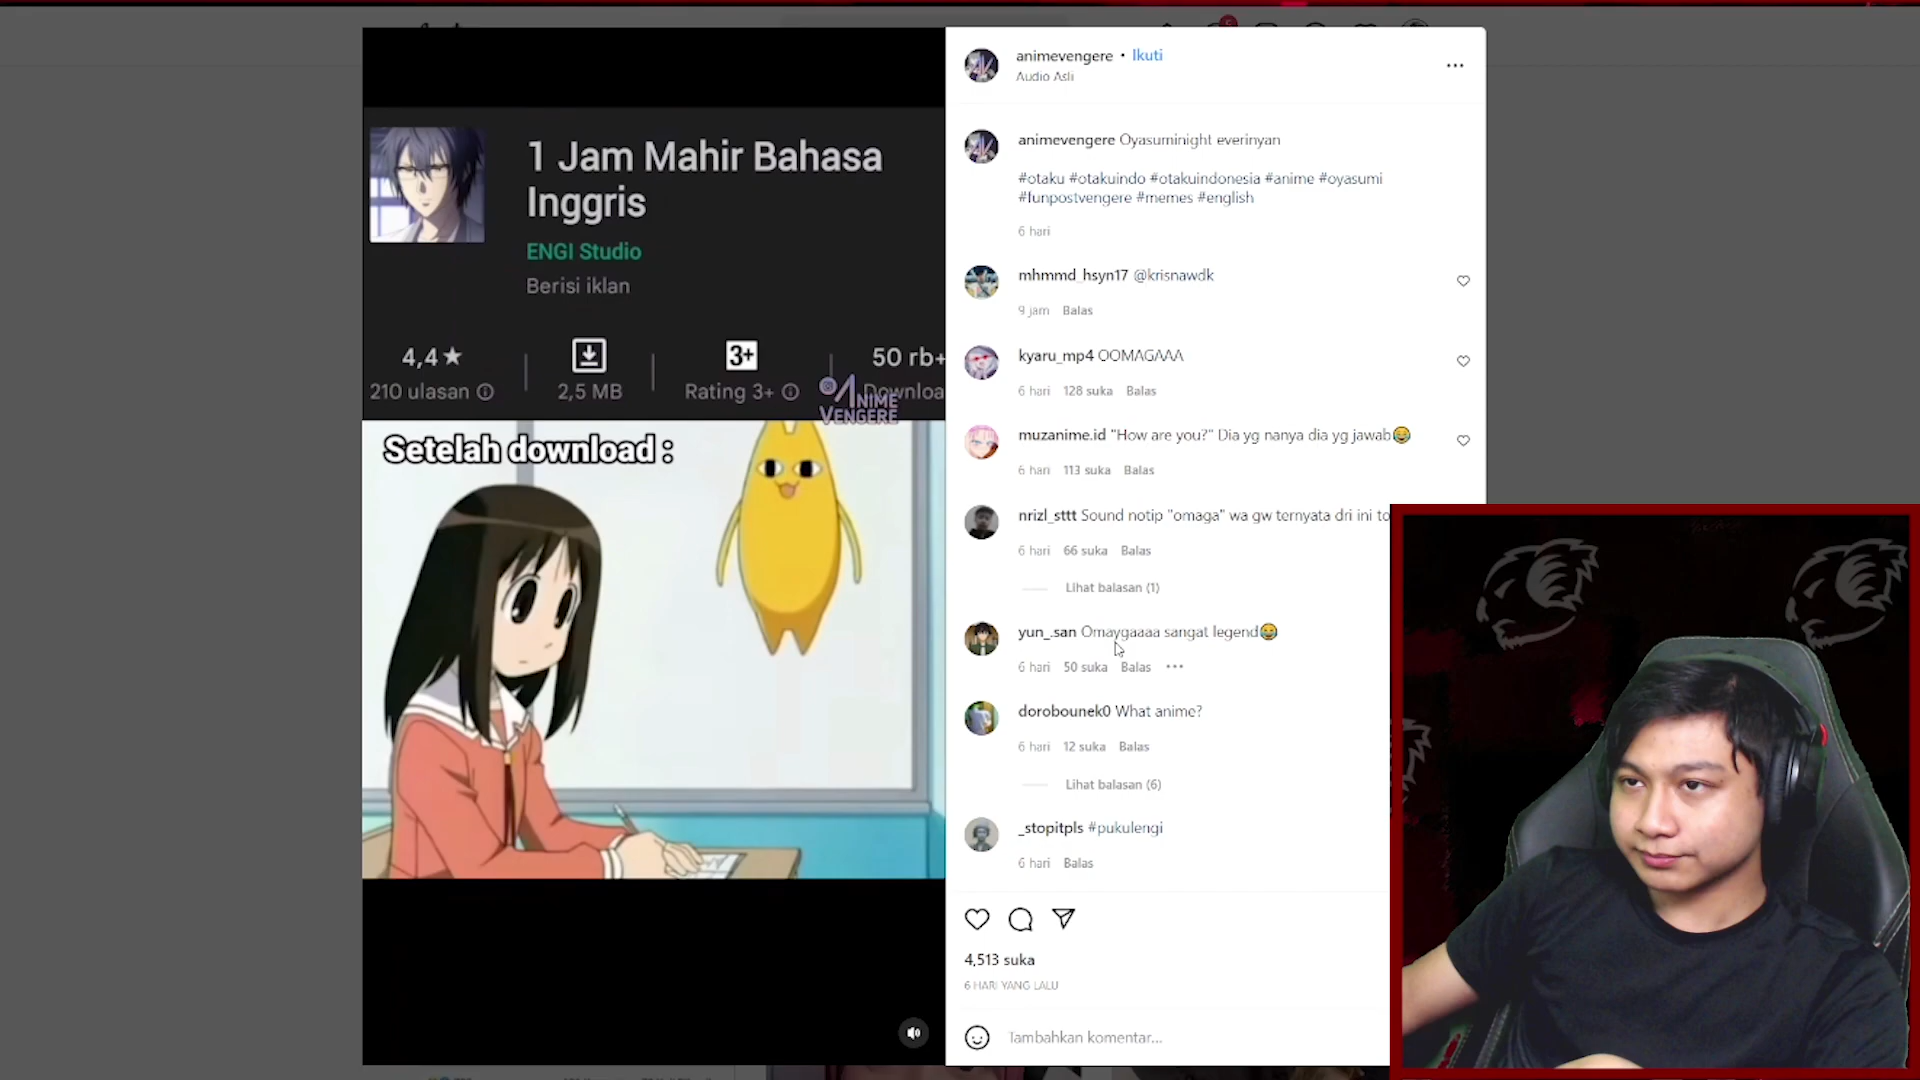 1 Jam Mahir Bahasa
Inggris
ENGI Studio
Berisi iklan
4,4★
210 ulasan
2,5 MB
3+
Rating 3+
50 rb+
Downloa
ANIME
VENGERE
Setelah download :
animevengere • Ikuti
Audio Asli
animevengere Oyasuminight everinyan
#otaku #otakuindo #otakuindonesia #anime #oyasumi
#funpostvengere #memes #english
6 hari
mhmmd_hsyn17 @krisnawdk
9 jam Balas
kyaru_mp4 OOMAGAAA
6 hari 128 suka Balas
muzanime.id "How are you?" Dia yg nanya dia yg jawab😂
6 hari 113 suka Balas
nrizl_sttt Sound notip "omaga" wa gw ternyata dri ini to
6 hari 66 suka Balas
Lihat balasan (1)
yun_.san Omaygaaaa sangat legend😂
6 hari 50 suka Balas
dorobounek0 What anime?
6 hari 12 suka Balas
Lihat balasan (6)
_stopitpls #pukulengi
6 hari Balas
4,513 suka
6 HARI YANG LALU
Tambahkan komentar...